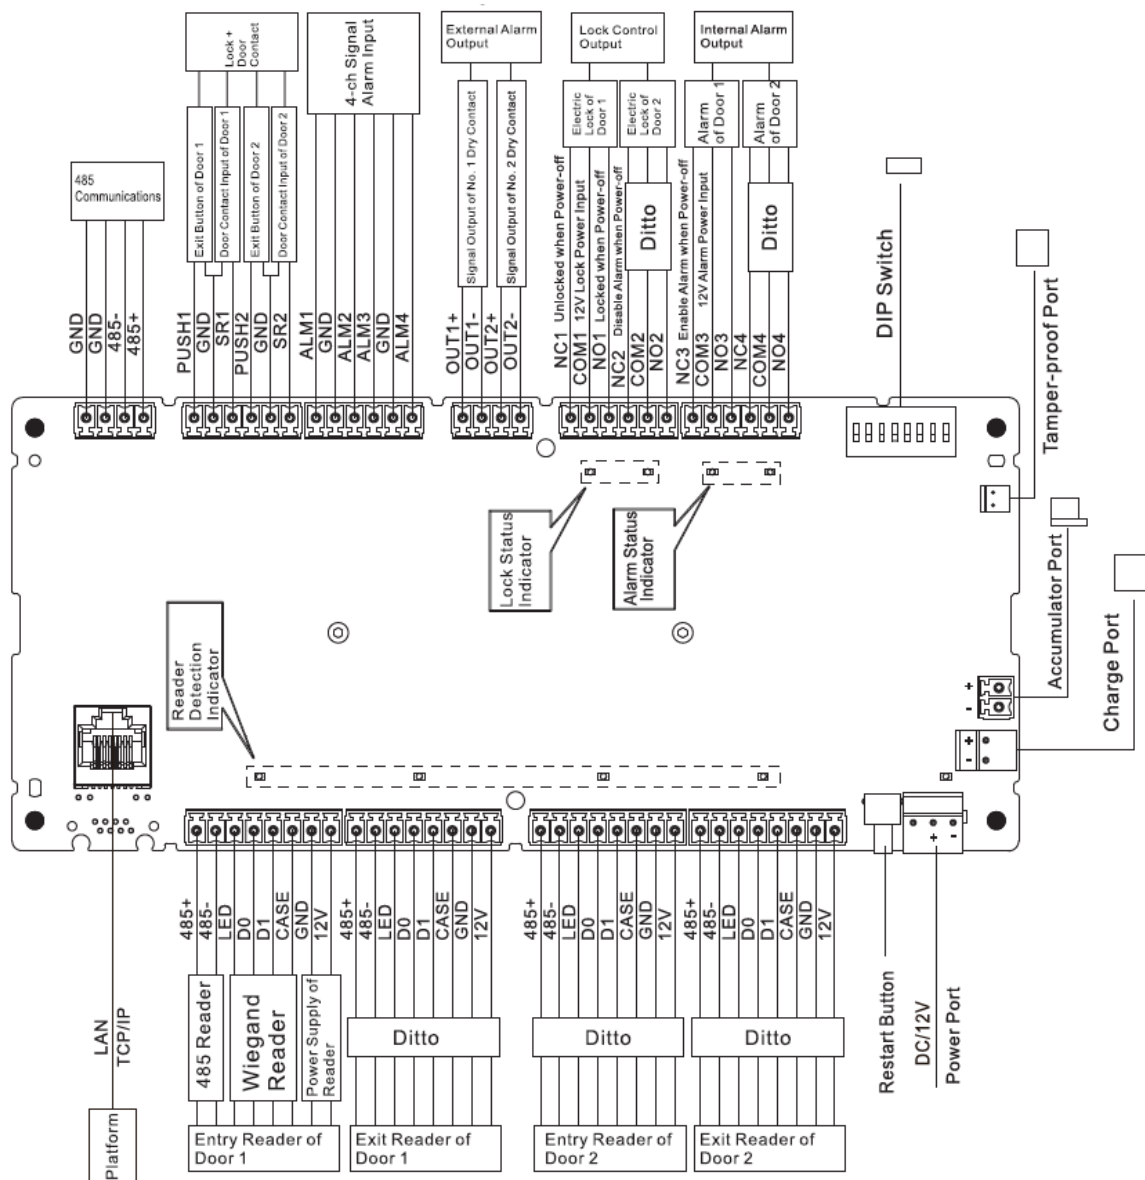 External Alarm
Output
Lock Control
Output
Internal Alarm
Output
Lock +
Door
Contact
4-ch Signal
Alarm Input
485
Communications
Exit Button of Door 1
Door Contact Input of Door 1
Exit Button of Door 2
Door Contact Input of Door 2
Signal Output of No. 1 Dry Contact
Signal Output of No. 2 Dry Contact
Electric
Lock of
Door 1
Electric
Lock of
Door 2
Alarm
of Door 1
Alarm
of Door 2
Ditto
Ditto
GND
GND
485-
485+
PUSH1
GND
SR1
PUSH2
GND
SR2
ALM1
GND
ALM2
ALM3
GND
ALM4
OUT1+
OUT1-
OUT2+
OUT2-
NC1 Unlocked when Power-off
COM1 12V Lock Power Input
NO1 Locked when Power-off
NC2 Disable Alarm when Power-off
COM2
NO2
NC3 Enable Alarm when Power-off
COM3 12V Alarm Power Input
NO3
NC4
COM4
NO4
DIP Switch
Tamper-proof Port
Accumulator Port
Charge Port
Lock Status
Indicator
Alarm Status
Indicator
Reader
Detection
Indicator
+
-
+
-
+ -
485+
485-
LED
D0
D1
CASE
GND
12V
485+
485-
LED
D0
D1
CASE
GND
12V
485+
485-
LED
D0
D1
CASE
GND
12V
485+
485-
LED
D0
D1
CASE
GND
12V
LAN
TCP/IP
Platform
485 Reader
Wiegand
Reader
Power Supply of
Reader
Ditto
Ditto
Ditto
Entry Reader of
Door 1
Exit Reader of
Door 1
Entry Reader of
Door 2
Exit Reader of
Door 2
Restart Button
DC/12V
Power Port